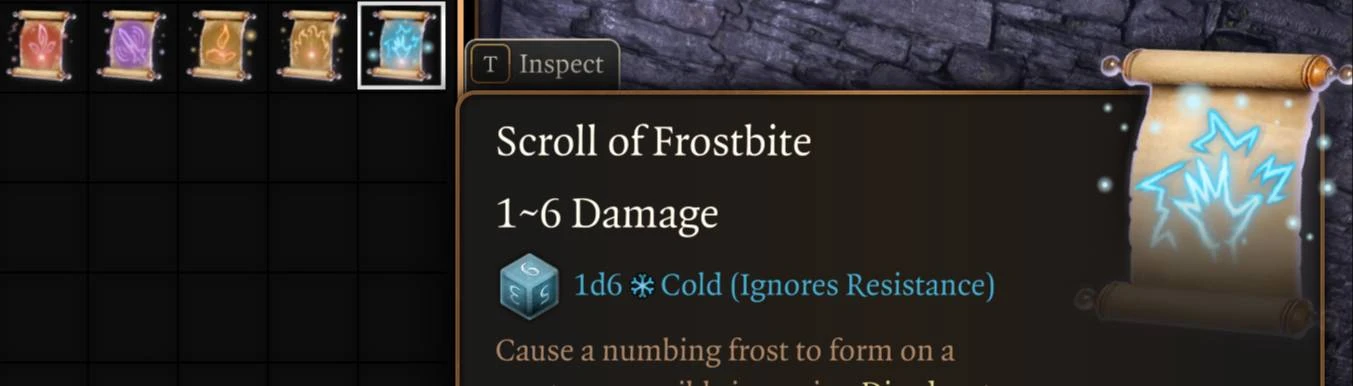 T Inspect
Scroll of Frostbite
1~6 Damage
1d6 Cold (Ignores Resistance)
Cause a numbing frost to form on a